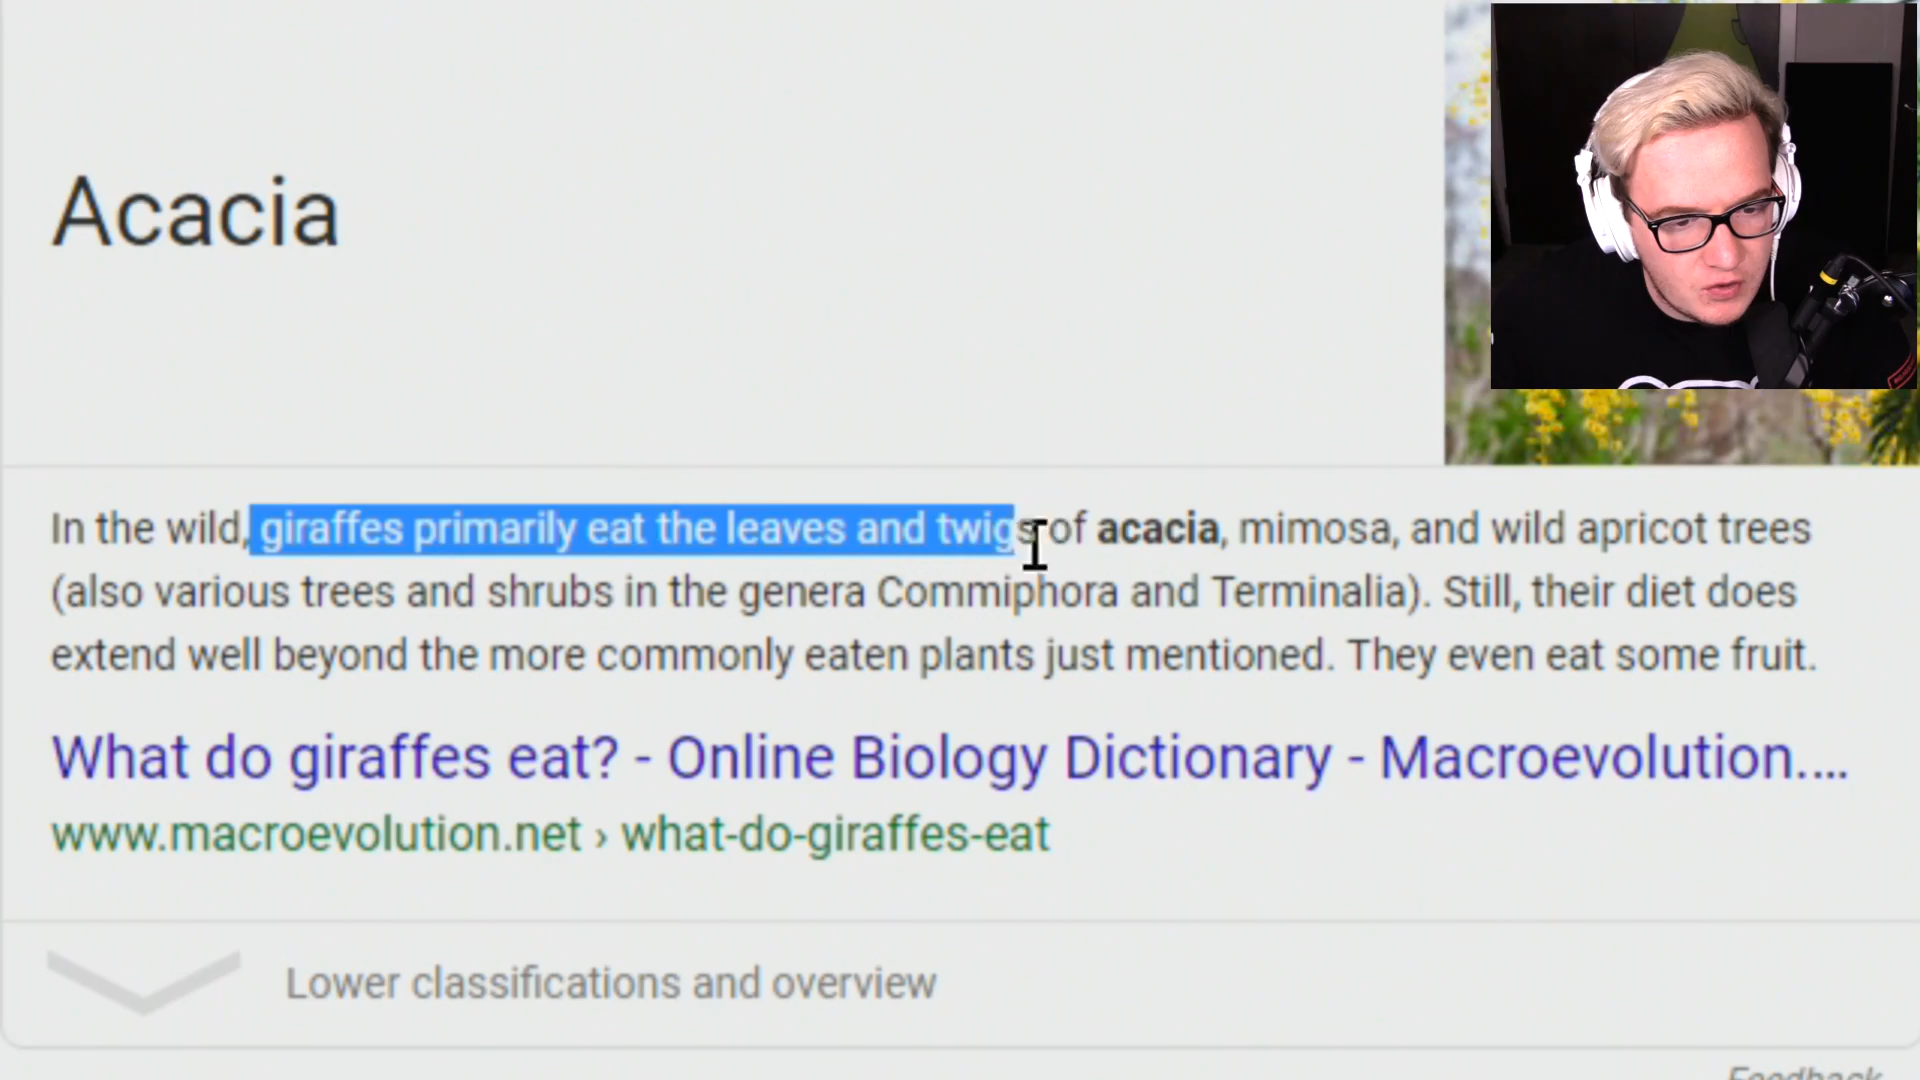 Acacia
In the wild, giraffes primarily eat the leaves and twigs of acacia, mimosa, and wild apricot trees
(also various trees and shrubs in the genera Commiphora and Terminalia). Still, their diet does
extend well beyond the more commonly eaten plants just mentioned. They even eat some fruit.
What do giraffes eat? - Online Biology Dictionary - Macroevolution....
www.macroevolution.net › what-do-giraffes-eat
Lower classifications and overview
Feedback